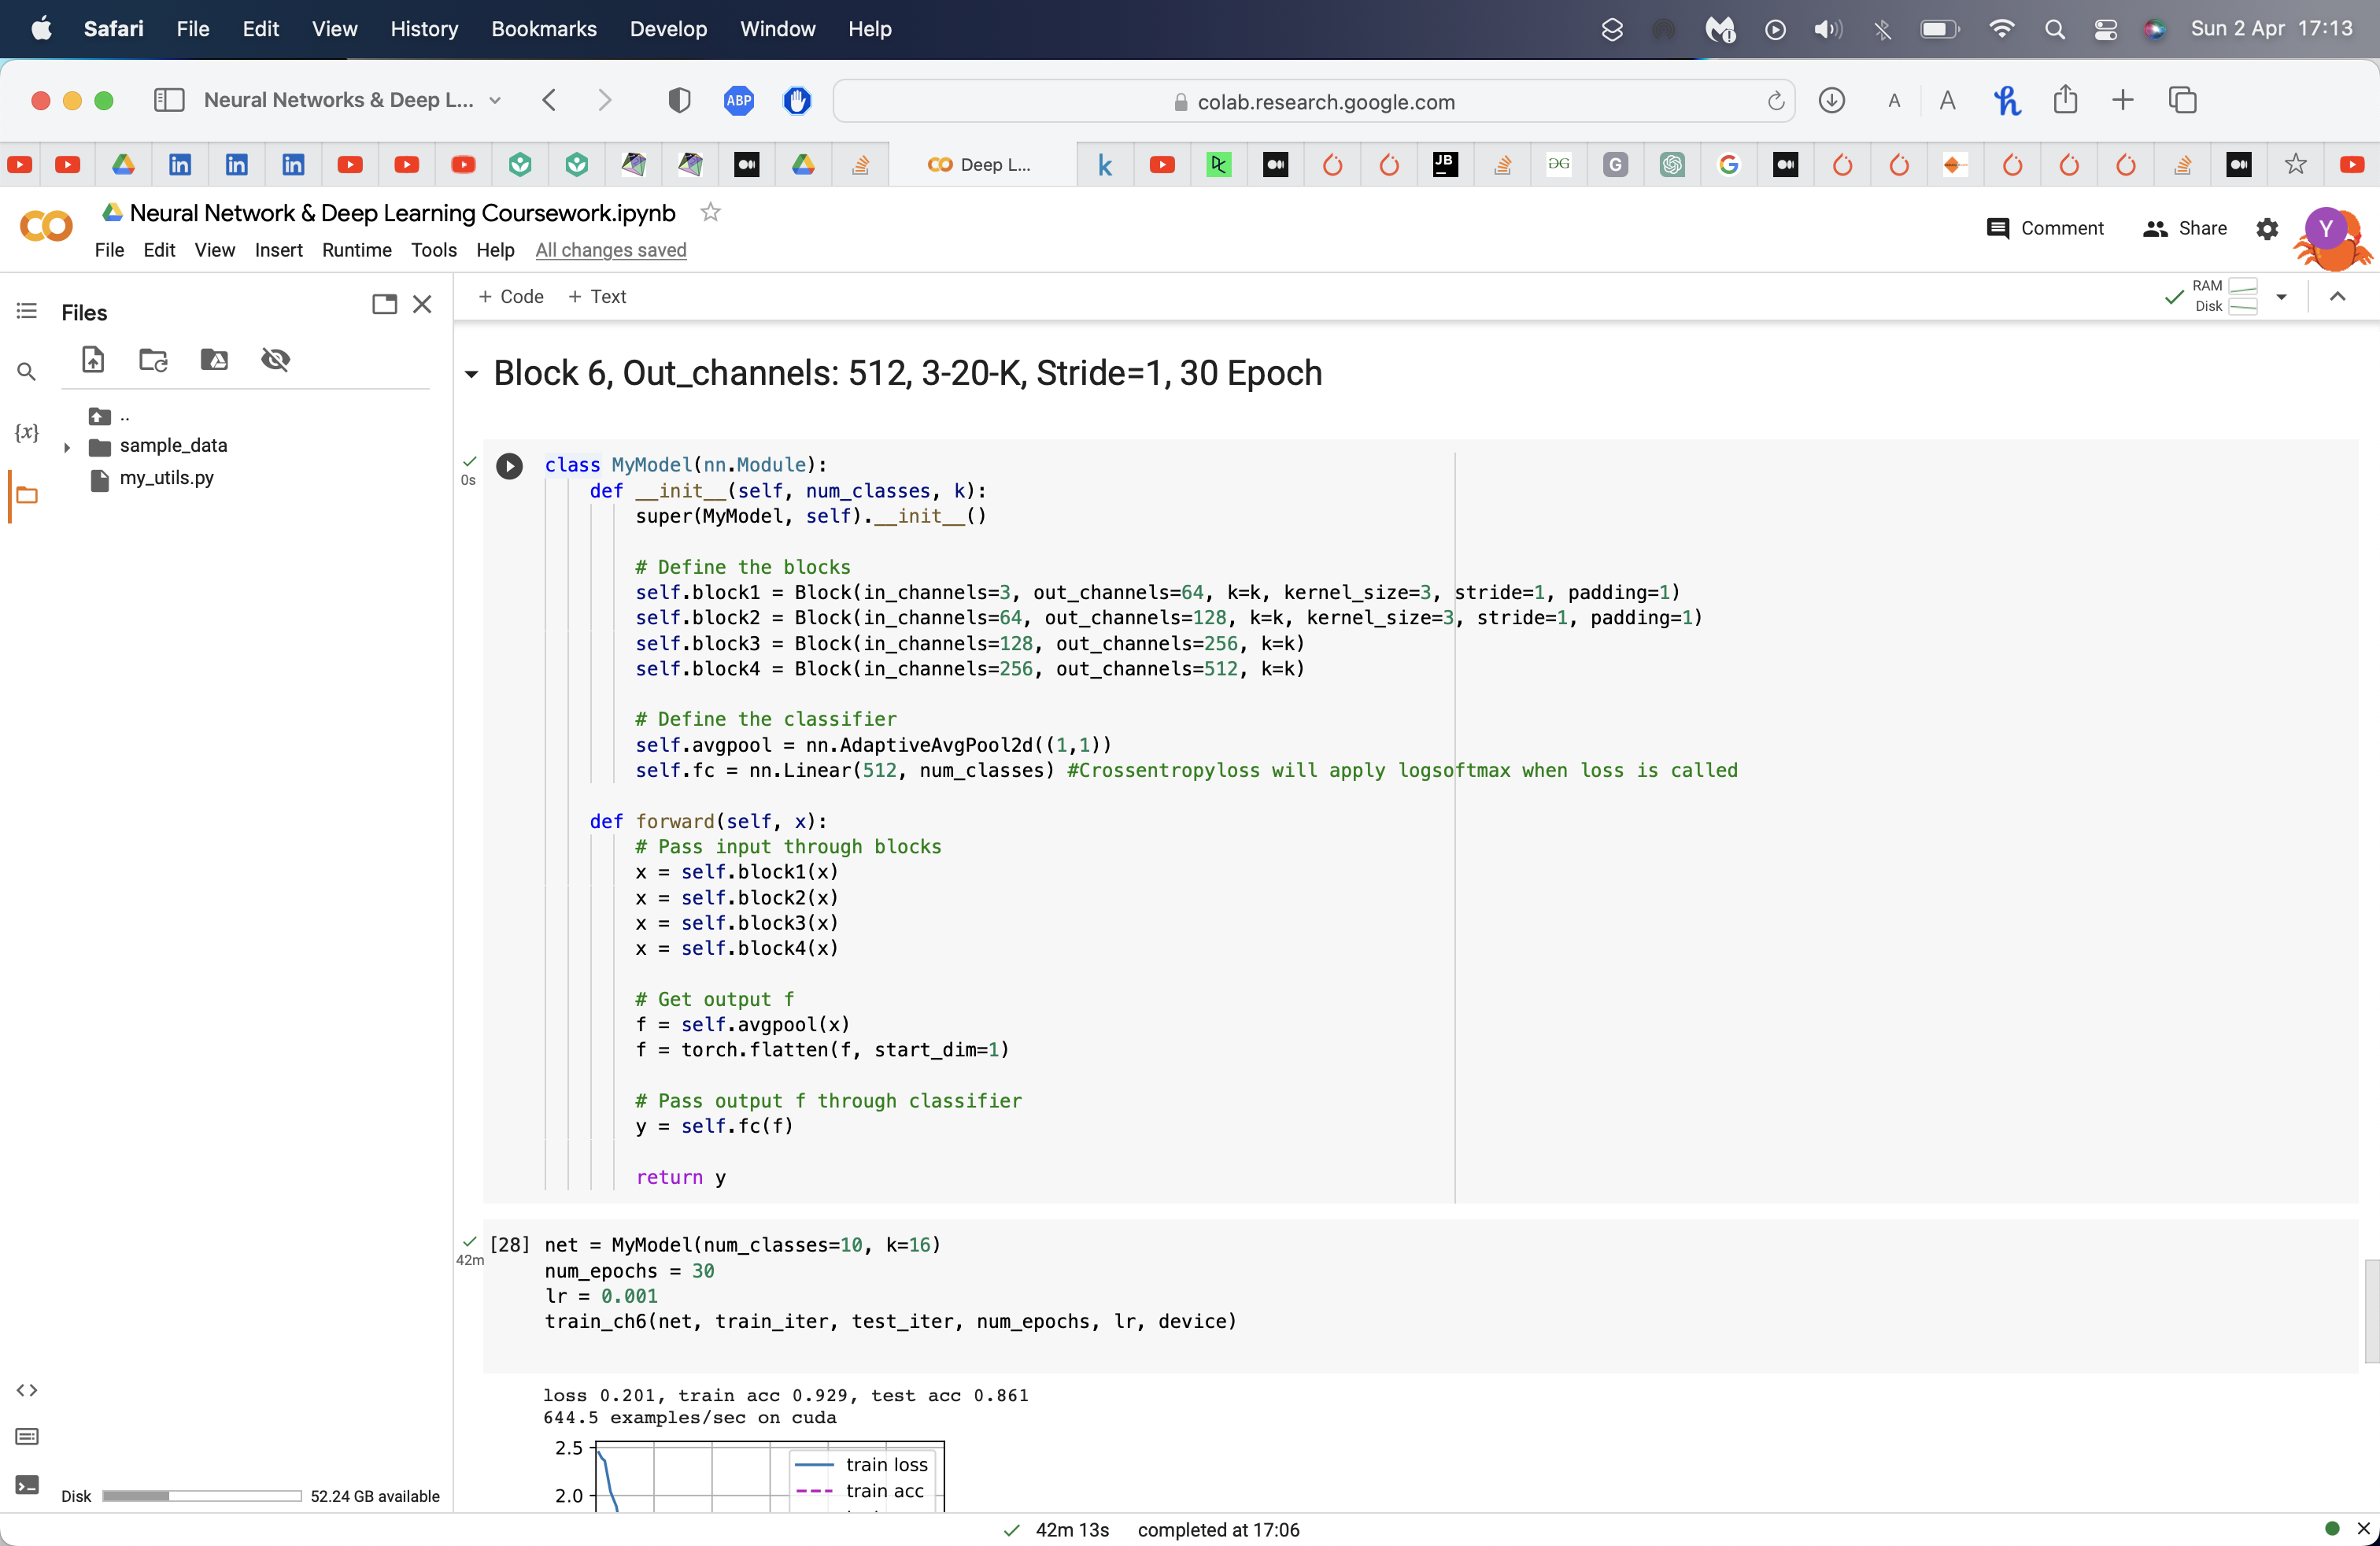 Safari File Edit View History Bookmarks Develop Window Help Sun 2 Apr 17:13
Neural Networks & Deep L... ABP colab.research.google.com A A
Deep L...
JB
G
Neural Network & Deep Learning Coursework.ipynb
File Edit View Insert Runtime Tools Help All changes saved
Comment Share Y
Files
+ Code + Text
RAM
Disk
..
sample_data
my_utils.py
{x}
Block 6, Out_channels: 512, 3-20-K, Stride=1, 30 Epoch
0s
class MyModel(nn.Module):
def __init__(self, num_classes, k):
super(MyModel, self).__init__()
# Define the blocks
self.block1 = Block(in_channels=3, out_channels=64, k=k, kernel_size=3, stride=1, padding=1)
self.block2 = Block(in_channels=64, out_channels=128, k=k, kernel_size=3, stride=1, padding=1)
self.block3 = Block(in_channels=128, out_channels=256, k=k)
self.block4 = Block(in_channels=256, out_channels=512, k=k)
# Define the classifier
self.avgpool = nn.AdaptiveAvgPool2d((1,1))
self.fc = nn.Linear(512, num_classes) #Crossentropyloss will apply logsoftmax when loss is called
def forward(self, x):
# Pass input through blocks
x = self.block1(x)
x = self.block2(x)
x = self.block3(x)
x = self.block4(x)
# Get output f
f = self.avgpool(x)
f = torch.flatten(f, start_dim=1)
# Pass output f through classifier
y = self.fc(f)
return y
42m
[28] net = MyModel(num_classes=10, k=16)
num_epochs = 30
lr = 0.001
train_ch6(net, train_iter, test_iter, num_epochs, lr, device)
loss 0.201, train acc 0.929, test acc 0.861
644.5 examples/sec on cuda
2.5
train loss
train acc
2.0
Disk 52.24 GB available
42m 13s completed at 17:06